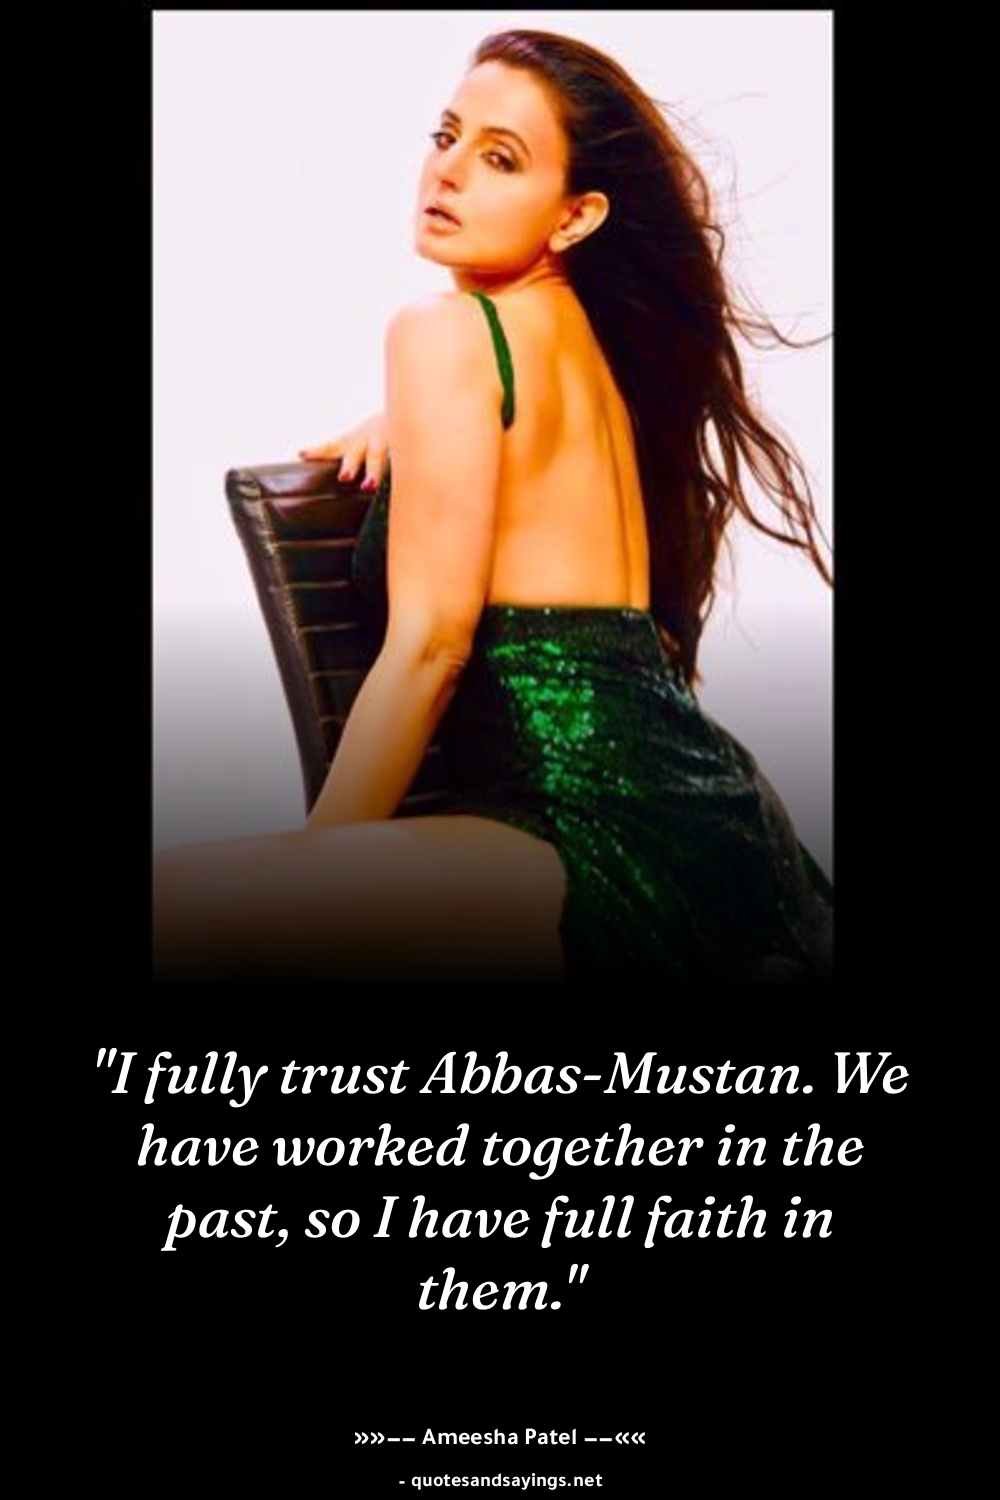 "I fully trust Abbas-Mustan. We
have worked together in the
past, so I have full faith in
them."
»»−− Ameesha Patel −−««
- quotesandsayings.net